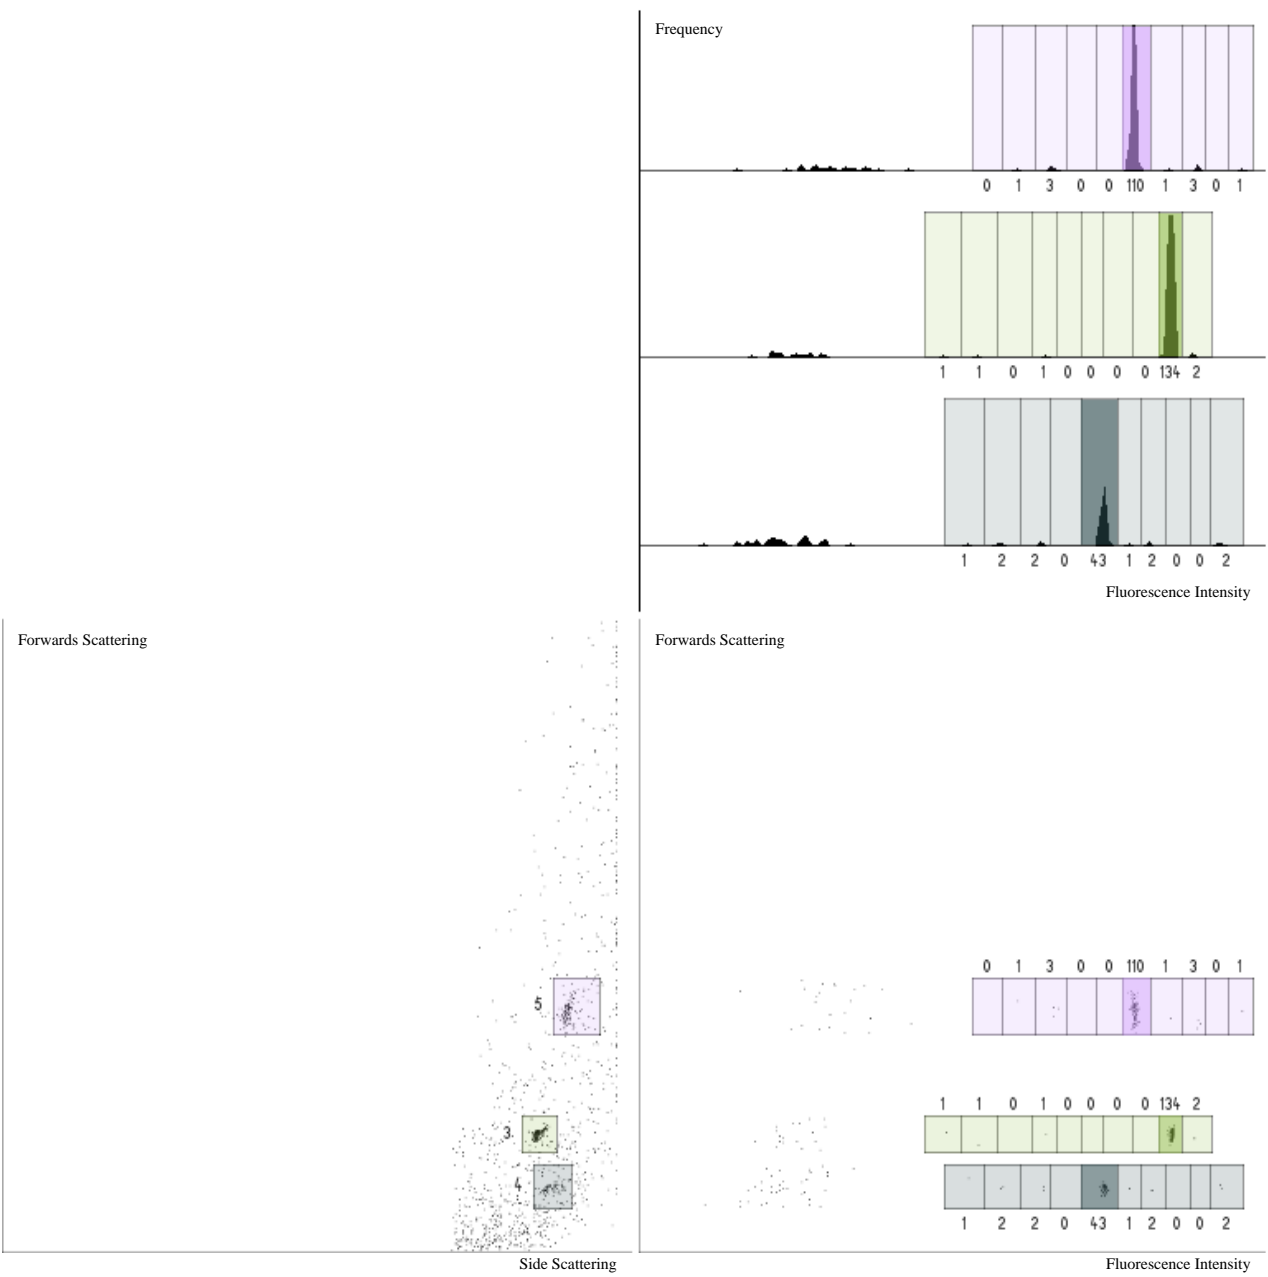 Frequency
0 1 3 0 0 110 1 3 0 1
1 1 0 1 0 0 0 0 134 2
1 2 2 0 43 1 2 0 0 2
Fluorescence Intensity
Forwards Scattering
5
3
4
Side Scattering
Forwards Scattering
0 1 3 0 0 110 1 3 0 1
1 1 0 1 0 0 0 0 134 2
1 2 2 0 43 1 2 0 0 2
Fluorescence Intensity